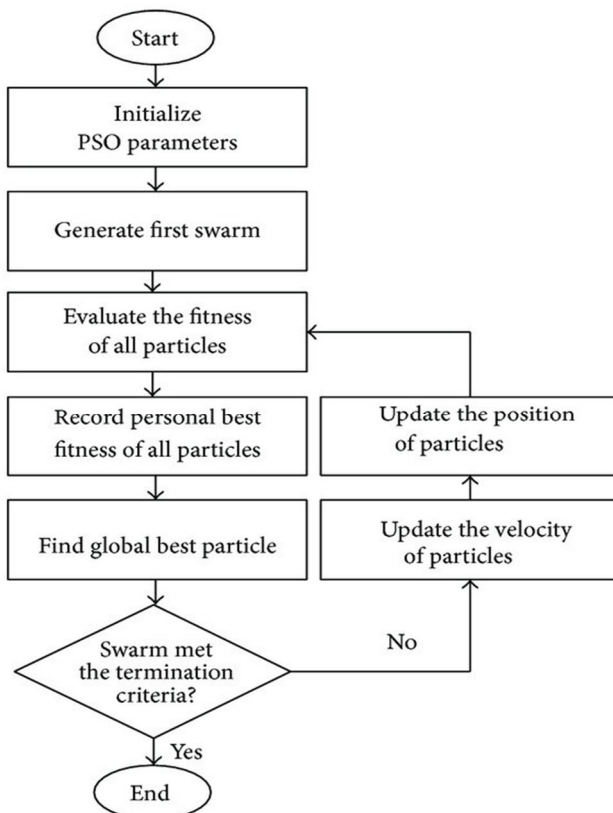 Start
Initialize
PSO parameters
Generate first swarm
Evaluate the fitness
of all particles
Record personal best
fitness of all particles
Find global best particle
Swarm met
the termination
criteria?
Yes
End
No
Update the velocity
of particles
Update the position
of particles